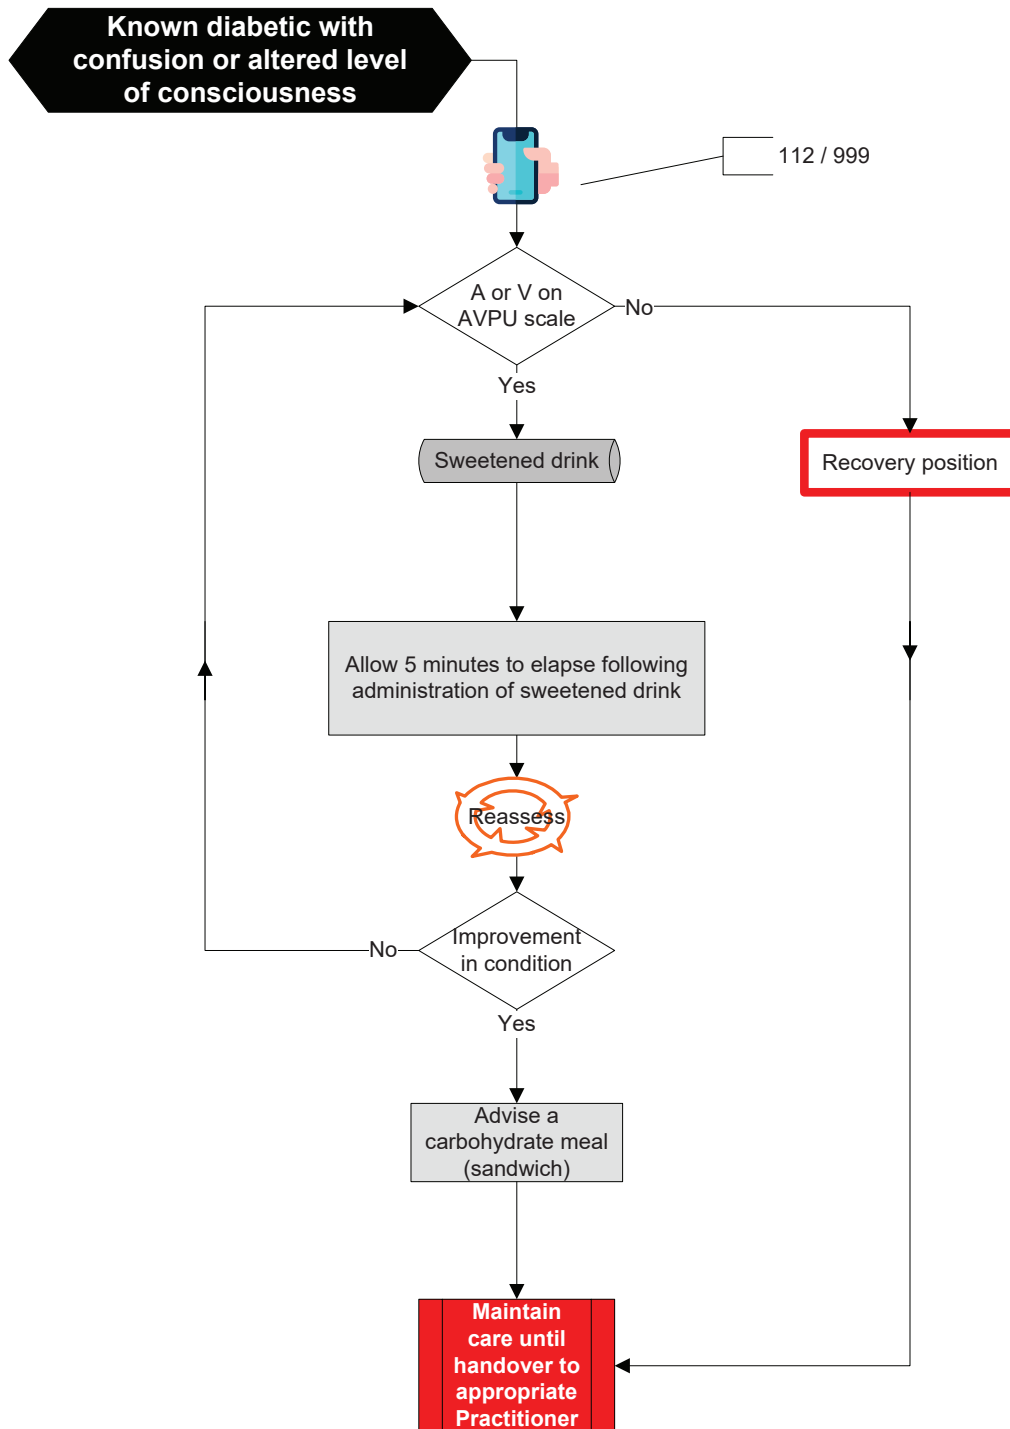 Known diabetic with
confusion or altered level
of consciousness
112 / 999
A or V on
AVPU scale
No
Yes
Sweetened drink
Recovery position
Allow 5 minutes to elapse following
administration of sweetened drink
Reassess
Improvement
in condition
No
Yes
Advise a
carbohydrate meal
(sandwich)
Maintain
care until
handover to
appropriate
Practitioner